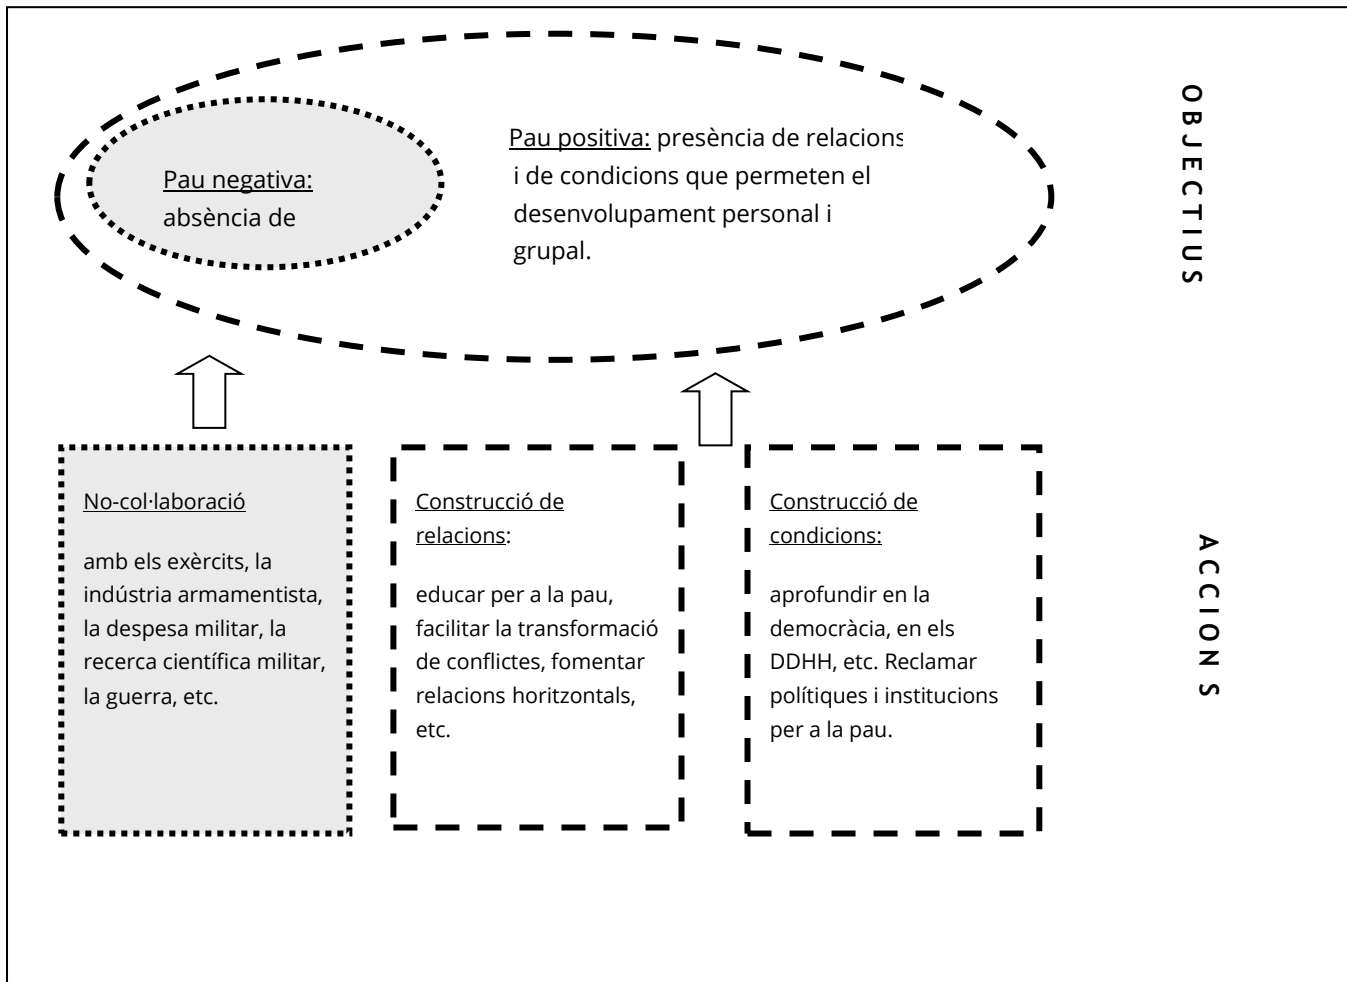 Pau negativa:
absència de
Pau positiva: presència de relacions
i de condicions que permeten el
desenvolupament personal i
grupal.
OBJECTIUS
No-col·laboració
amb els exèrcits, la
indústria armamentista,
la despesa militar, la
recerca científica militar,
la guerra, etc.
Construcció de
relacions:
educar per a la pau,
facilitar la transformació
de conflictes, fomentar
relacions horitzontals,
etc.
Construcció de
condicions:
aprofundir en la
democràcia, en els
DDHH, etc. Reclamar
polítiques i institucions
per a la pau.
ACCIONS